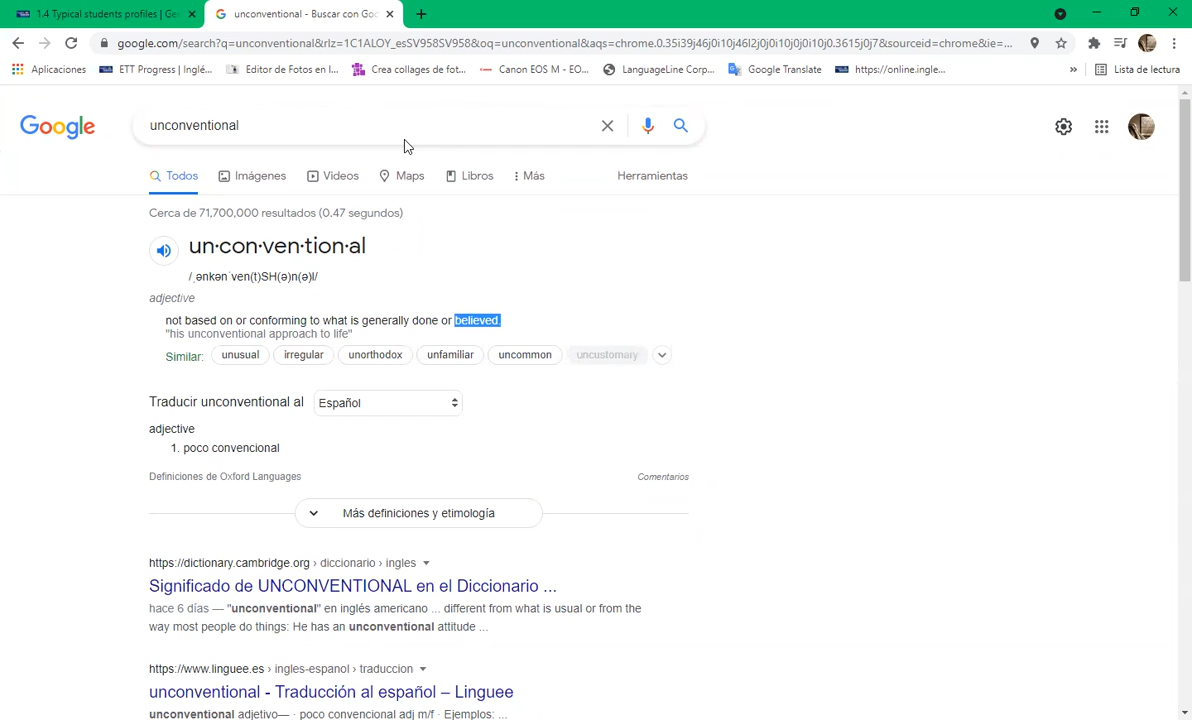 1.4 Typical students profiles | Ge
unconventional - Buscar con Goo
google.com/search?q=unconventional&rlz=1C1ALOY_esSV958SV958&oq=unconventional&aqs=chrome.0.35i39j46j0i10j46l2j0j0i10j0j0i10j0.3615j0j7&sourceid=chrome&ie=...
Aplicaciones
ETT Progress | Inglé...
Editor de Fotos en l...
Crea collages de fot...
Canon EOS M - EO...
LanguageLine Corp...
Google Translate
https://online.ingle...
»
Lista de lectura
Google
unconventional
Todos
Imágenes
Videos
Maps
Libros
Más
Herramientas
Cerca de 71,700,000 resultados (0.47 segundos)
un·con·ven·tion·al
/ˌənkənˈven(t)SH(ə)n(ə)l/
adjective
not based on or conforming to what is generally done or believed.
"his unconventional approach to life"
Similar: unusual irregular unorthodox unfamiliar uncommon uncustomary
Traducir unconventional al Español
adjective
1. poco convencional
Definiciones de Oxford Languages
Comentarios
Más definiciones y etimología
https://dictionary.cambridge.org › diccionario › ingles
Significado de UNCONVENTIONAL en el Diccionario ...
hace 6 días — "unconventional" en inglés americano ... different from what is usual or from the
way most people do things: He has an unconventional attitude ...
https://www.linguee.es › ingles-espanol › traduccion
unconventional - Traducción al español – Linguee
unconventional adjetivo— · poco convencional adj m/f · Ejemplos: ...